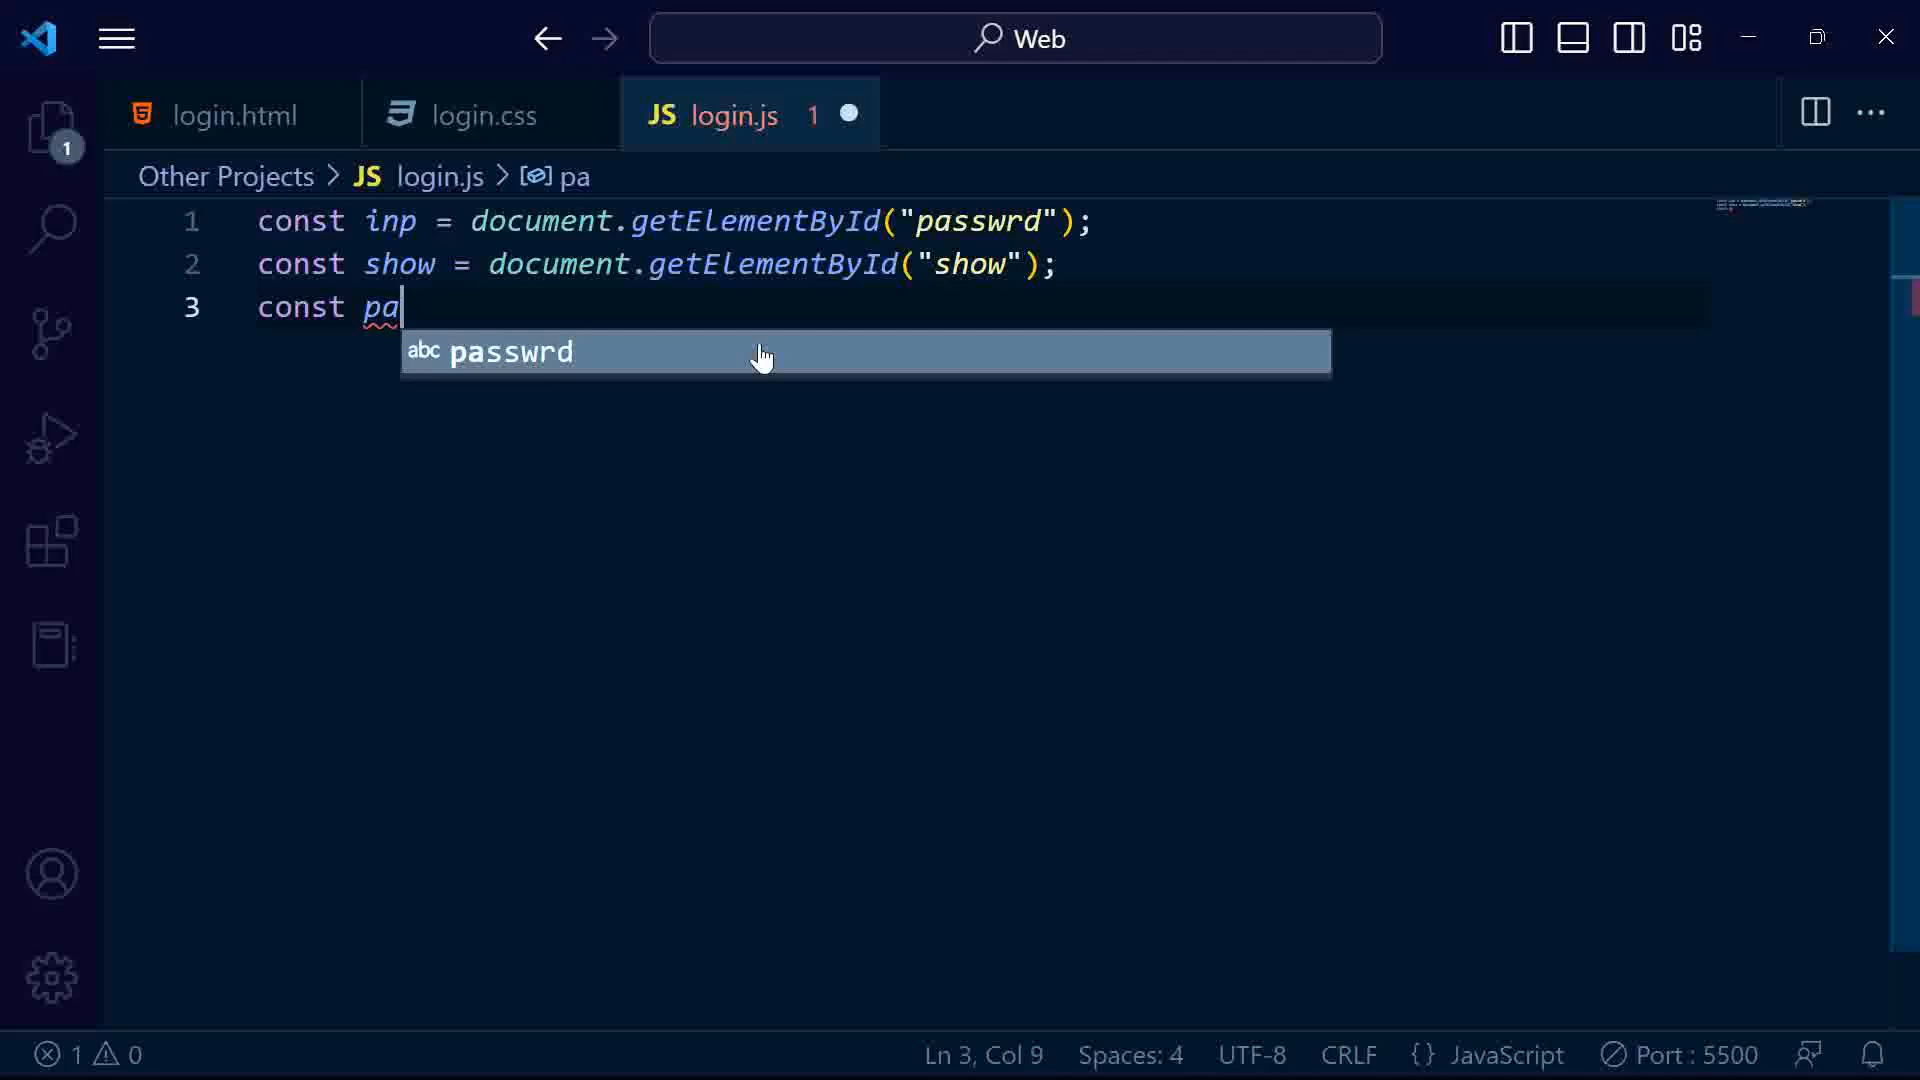 Web
login.html
login.css
JS login.js 1
1
Other Projects > JS login.js > pa
1 const inp = document.getElementById("passwrd");
2 const show = document.getElementById("show");
3 const pa
abc passwrd
1 0
Ln 3, Col 9
Spaces: 4
UTF-8
CRLF
{} JavaScript
Port : 5500